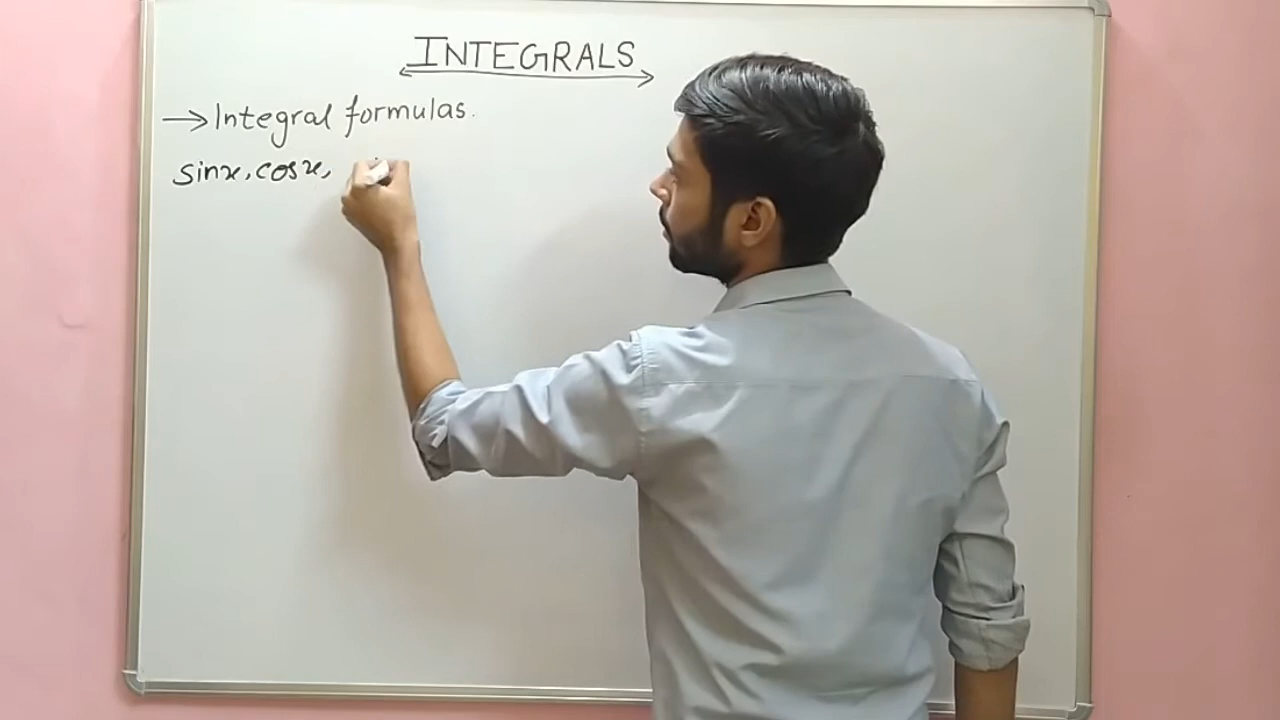 INTEGRALS
→Integral formulas.
sinx, cosx,